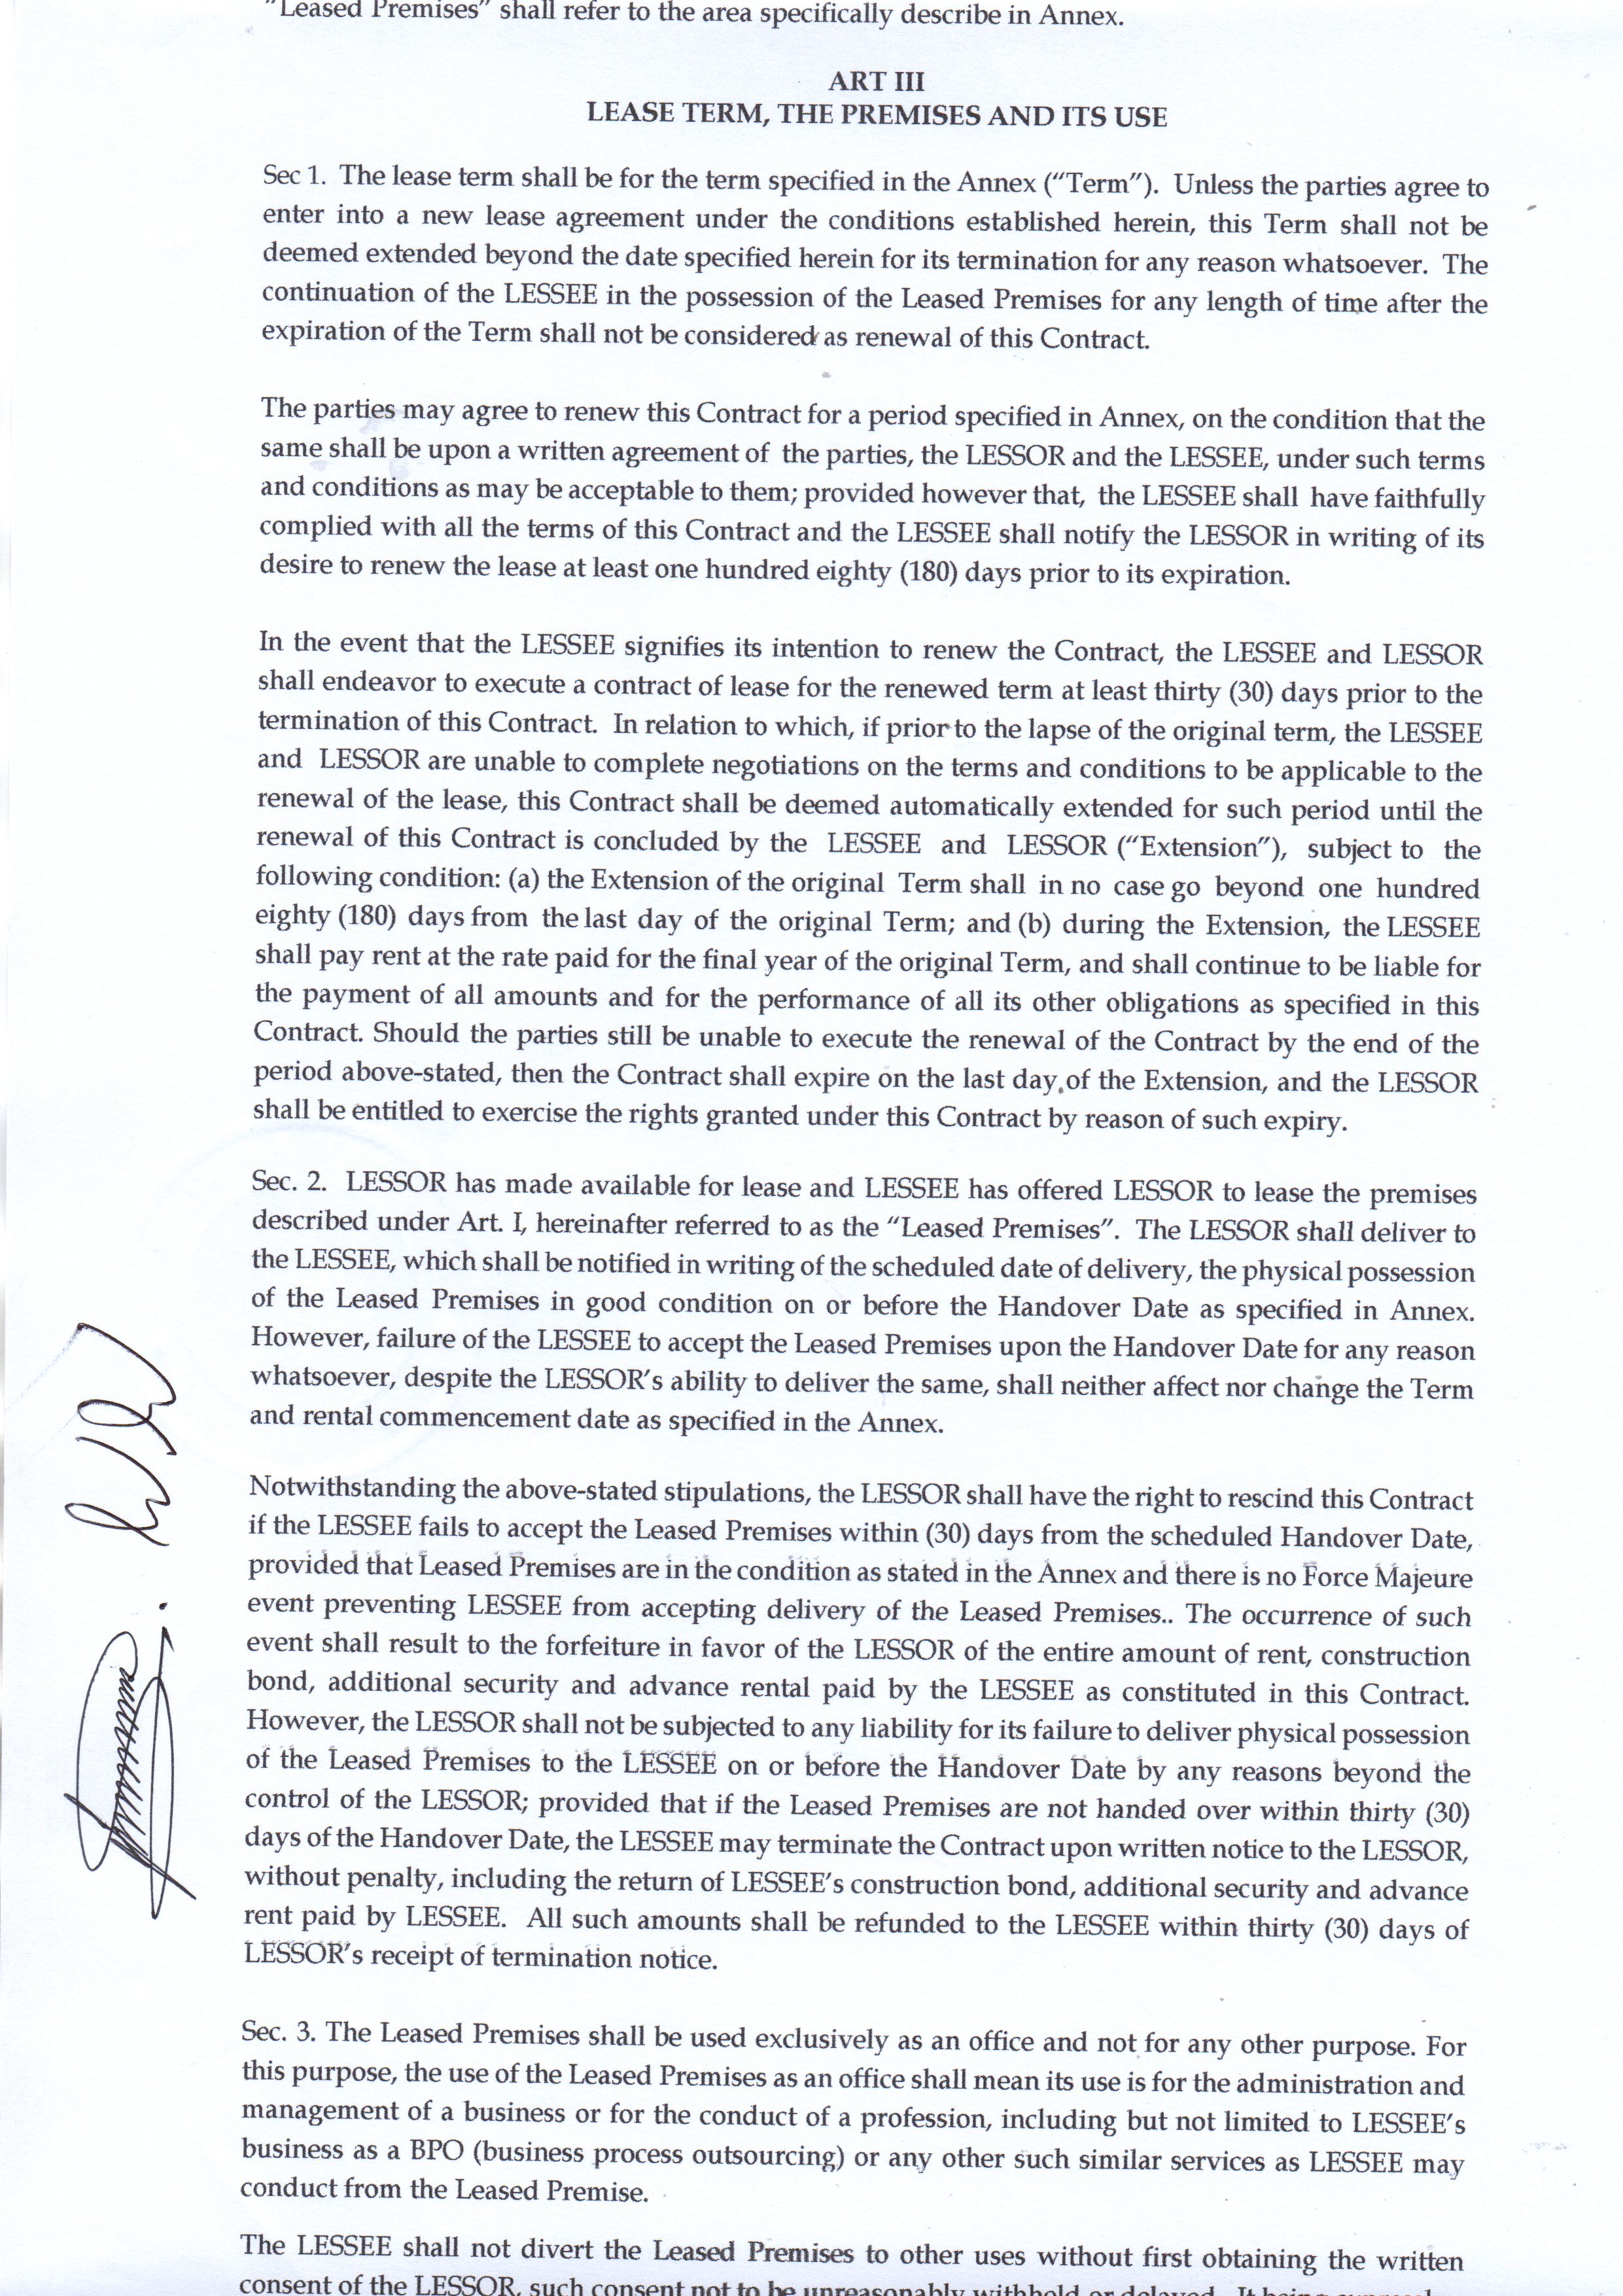 "Leased Premises" shall refer to the area specifically describe in Annex.
ART III
LEASE TERM, THE PREMISES AND ITS USE
Sec 1. The lease term shall be for the term specified in the Annex ("Term"). Unless the parties agree to
enter into a new lease agreement under the conditions established herein, this Term shall not be
deemed extended beyond the date specified herein for its termination for any reason whatsoever. The
continuation of the LESSEE in the possession of the Leased Premises for any length of time after the
expiration of the Term shall not be considered as renewal of this Contract.
The parties may agree to renew this Contract for a period specified in Annex, on the condition that the
same shall be upon a written agreement of the parties, the LESSOR and the LESSEE, under such terms
and conditions as may be acceptable to them; provided however that, the LESSEE shall have faithfully
complied with all the terms of this Contract and the LESSEE shall notify the LESSOR in writing of its
desire to renew the lease at least one hundred eighty (180) days prior to its expiration.
In the event that the LESSEE signifies its intention to renew the Contract, the LESSEE and LESSOR
shall endeavor to execute a contract of lease for the renewed term at least thirty (30) days prior to the
termination of this Contract. In relation to which, if prior to the lapse of the original term, the LESSEE
and LESSOR are unable to complete negotiations on the terms and conditions to be applicable to the
renewal of the lease, this Contract shall be deemed automatically extended for such period until the
renewal of this Contract is concluded by the LESSEE and LESSOR ("Extension"), subject to the
following condition: (a) the Extension of the original Term shall in no case go beyond one hundred
eighty (180) days from the last day of the original Term; and (b) during the Extension, the LESSEE
shall pay rent at the rate paid for the final year of the original Term, and shall continue to be liable for
the payment of all amounts and for the performance of all its other obligations as specified in this
Contract. Should the parties still be unable to execute the renewal of the Contract by the end of the
period above-stated, then the Contract shall expire on the last day of the Extension, and the LESSOR
shall be entitled to exercise the rights granted under this Contract by reason of such expiry.
Sec. 2. LESSOR has made available for lease and LESSEE has offered LESSOR to lease the premises
described under Art. I, hereinafter referred to as the "Leased Premises". The LESSOR shall deliver to
the LESSEE, which shall be notified in writing of the scheduled date of delivery, the physical possession
of the Leased Premises in good condition on or before the Handover Date as specified in Annex.
However, failure of the LESSEE to accept the Leased Premises upon the Handover Date for any reason
whatsoever, despite the LESSOR's ability to deliver the same, shall neither affect nor change the Term
and rental commencement date as specified in the Annex.
Notwithstanding the above-stated stipulations, the LESSOR shall have the right to rescind this Contract
if the LESSEE fails to accept the Leased Premises within (30) days from the scheduled Handover Date,
provided that Leased Premises are in the condition as stated in the Annex and there is no Force Majeure
event preventing LESSEE from accepting delivery of the Leased Premises.. The occurrence of such
event shall result to the forfeiture in favor of the LESSOR of the entire amount of rent, construction
bond, additional security and advance rental paid by the LESSEE as constituted in this Contract.
However, the LESSOR shall not be subjected to any liability for its failure to deliver physical possession
of the Leased Premises to the LESSEE on or before the Handover Date by any reasons beyond the
control of the LESSOR; provided that if the Leased Premises are not handed over within thirty (30)
days of the Handover Date, the LESSEE may terminate the Contract upon written notice to the LESSOR,
without penalty, including the return of LESSEE's construction bond, additional security and advance
rent paid by LESSEE. All such amounts shall be refunded to the LESSEE within thirty (30) days of
LESSOR's receipt of termination notice.
Sec. 3. The Leased Premises shall be used exclusively as an office and not for any other purpose. For
this purpose, the use of the Leased Premises as an office shall mean its use is for the administration and
management of a business or for the conduct of a profession, including but not limited to LESSEE's
business as a BPO (business process outsourcing) or any other such similar services as LESSEE may
conduct from the Leased Premise.
The LESSEE shall not divert the Leased Premises to other uses without first obtaining the written
consent of the LESSOR, such consent not to be unreasonably withheld or delayed. It being